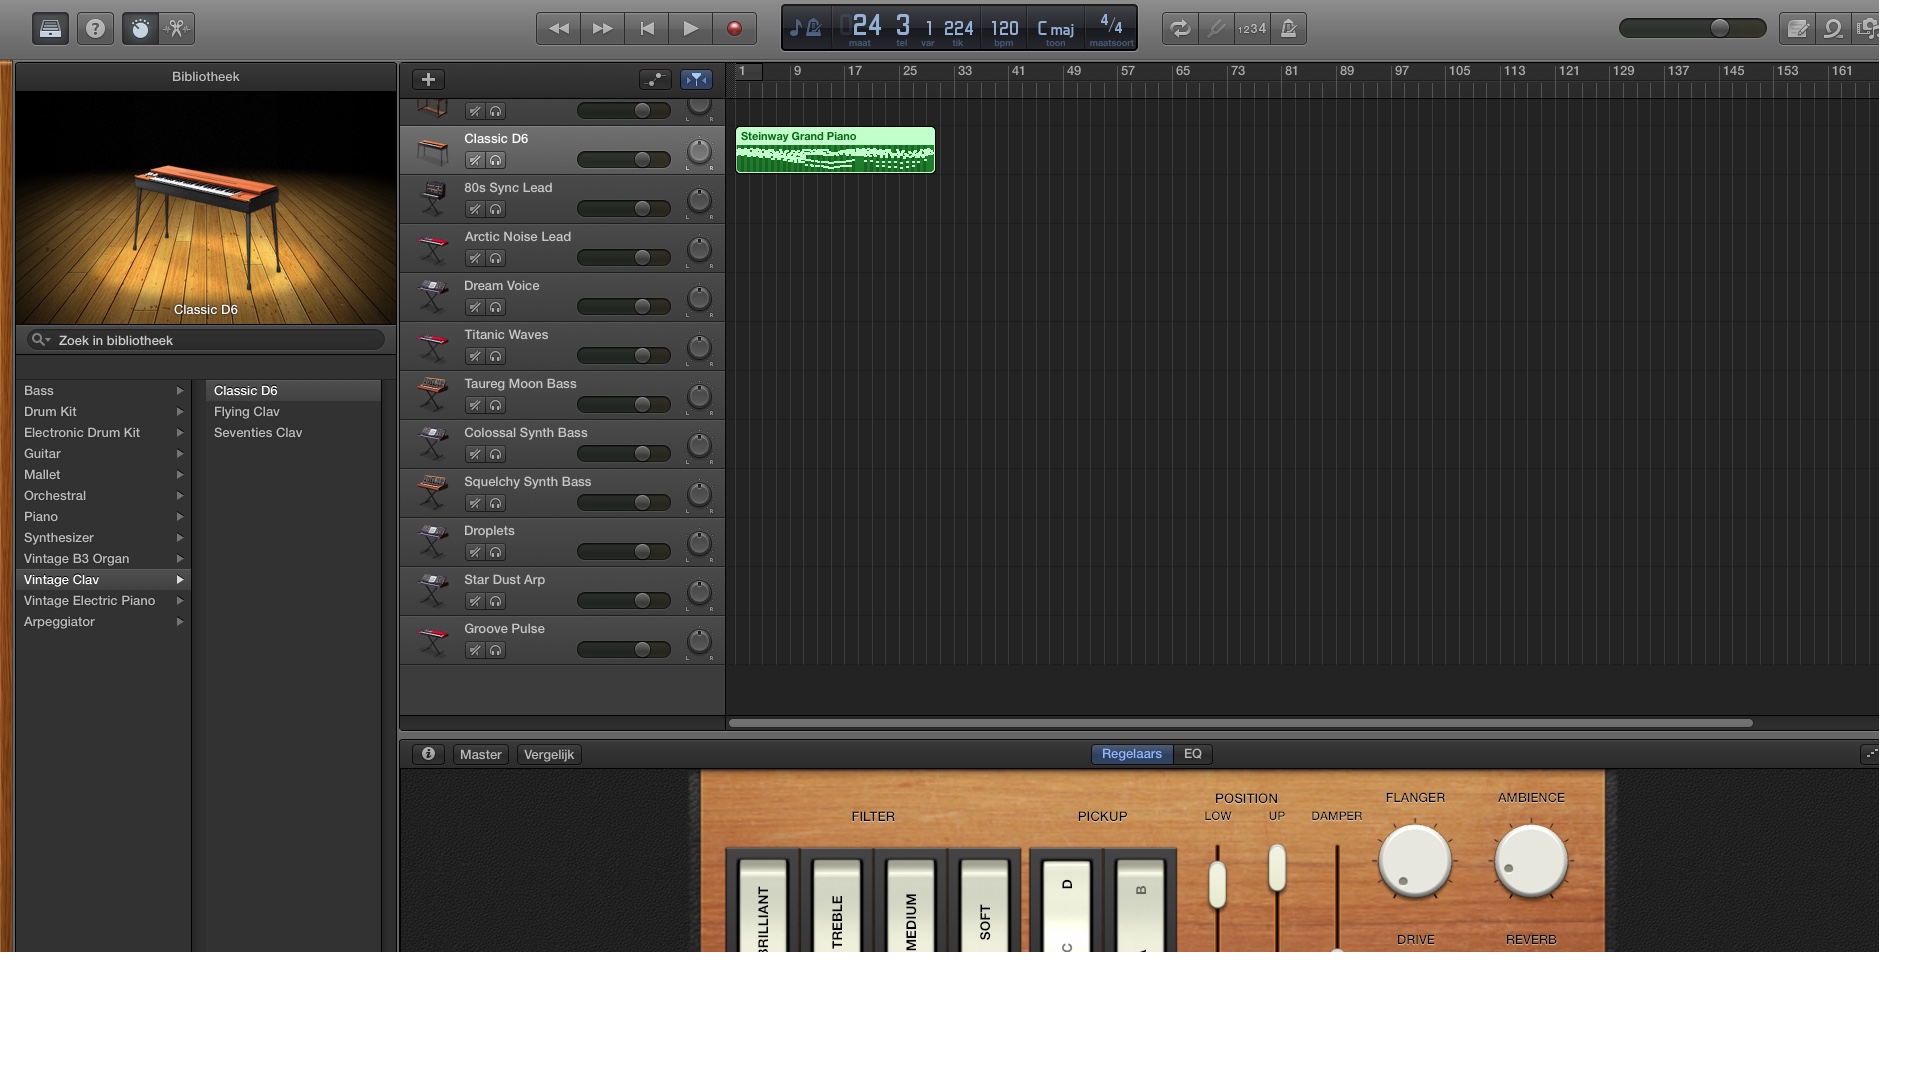 24 3 1 224 120 C maj 4/4
maat tel var tik bpm toon maatsoort
1234
Bibliotheek
Classic D6
Zoek in bibliotheek
Bass
Drum Kit
Electronic Drum Kit
Guitar
Mallet
Orchestral
Piano
Synthesizer
Vintage B3 Organ
Vintage Clav
Vintage Electric Piano
Arpeggiator
Classic D6
Flying Clav
Seventies Clav
1 9 17 25 33 41 49 57 65 73 81 89 97 105 113 121 129 137 145 153 161
Classic D6
80s Sync Lead
Arctic Noise Lead
Dream Voice
Titanic Waves
Taureg Moon Bass
Colossal Synth Bass
Squelchy Synth Bass
Droplets
Star Dust Arp
Groove Pulse
Steinway Grand Piano
Master Vergelijk Regelaars EQ
FILTER PICKUP POSITION FLANGER AMBIENCE
LOW UP DAMPER
BRILLIANT TREBLE MEDIUM SOFT D C B
DRIVE REVERB